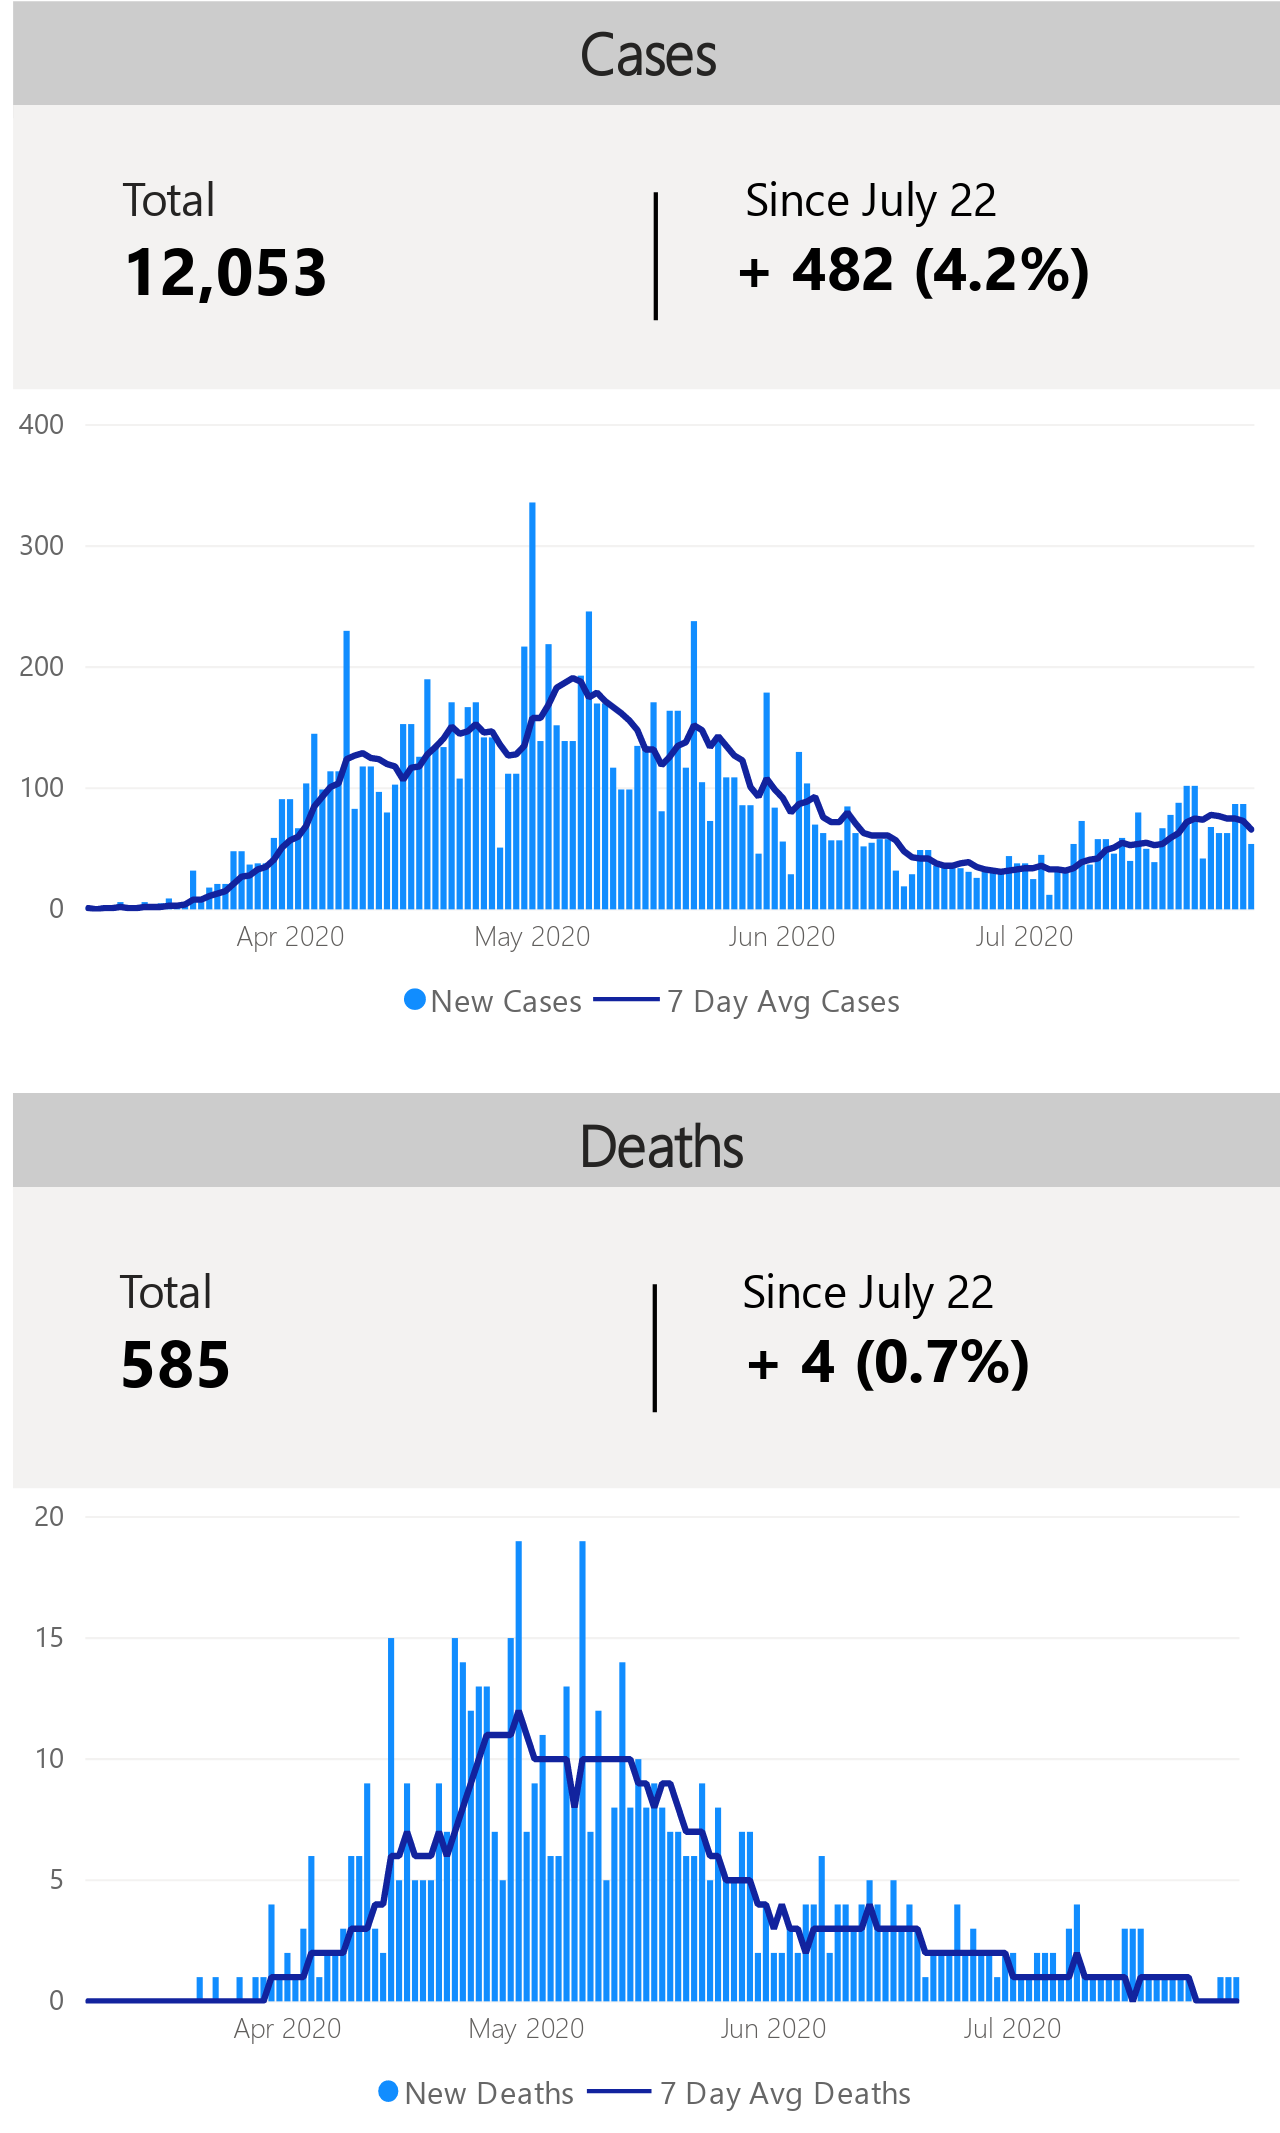 Cases
Total
12,053
Since July 22
+ 482 (4.2%)
400
300
200
100
0
Apr 2020
May 2020
Jun 2020
Jul 2020
New Cases
7 Day Avg Cases
Deaths
Total
585
Since July 22
+ 4 (0.7%)
20
15
10
5
0
Apr 2020
May 2020
Jun 2020
Jul 2020
New Deaths
7 Day Avg Deaths